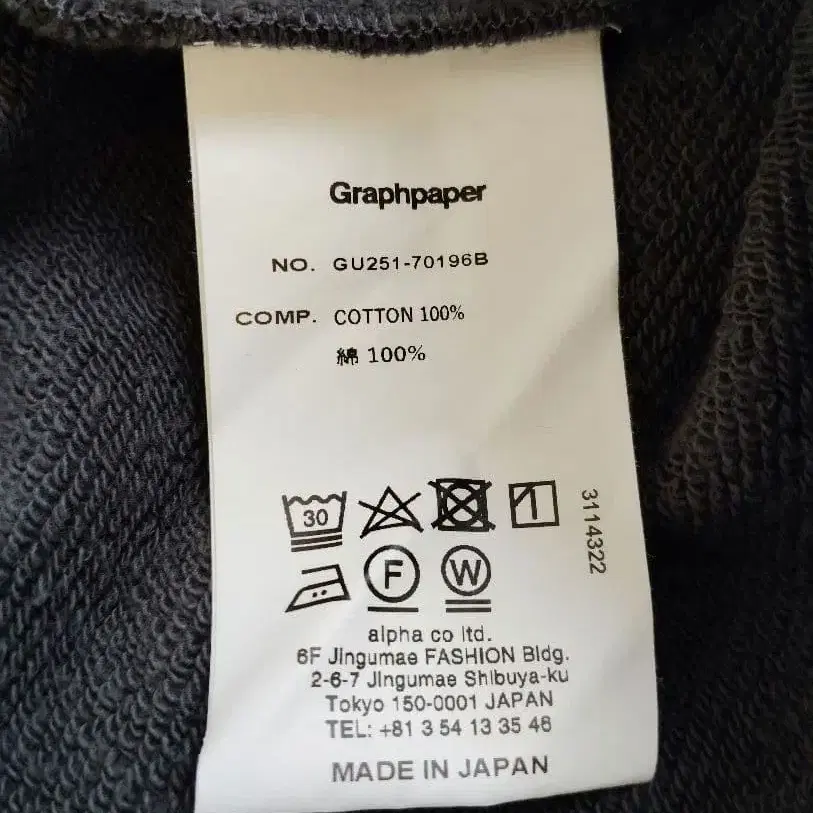 Graphpaper
NO. GU251-70196B
COMP. COTTON 100%
綿 100%
30
3114322
F W
alpha co ltd.
6F Jingumae FASHION Bldg.
2-6-7 Jingumae Shibuya-ku
Tokyo 150-0001 JAPAN
TEL: +81 3 54 13 35 46
MADE IN JAPAN